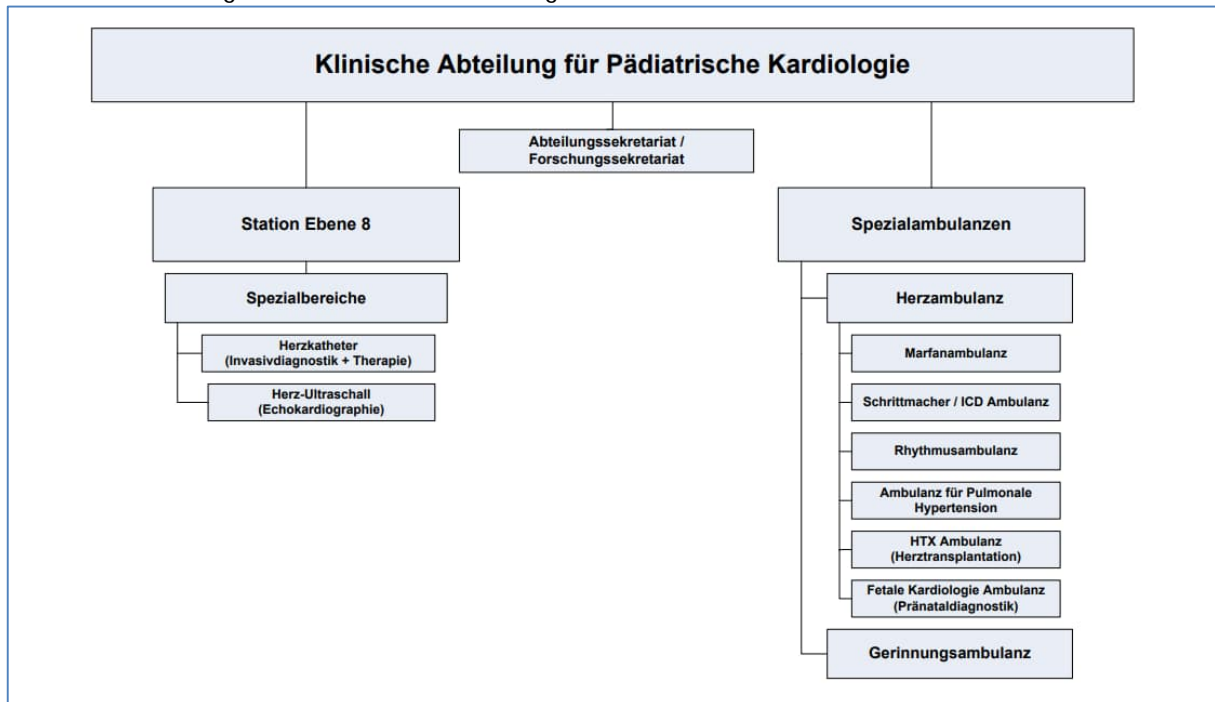 Klinische Abteilung für Pädiatrische Kardiologie
Abteilungssekretariat /
Forschungssekretariat
Station Ebene 8
Spezialbereiche
Herzkatheter
(Invasivdiagnostik + Therapie)
Herz-Ultraschall
(Echokardiographie)
Spezialambulanzen
Herzambulanz
Marfanambulanz
Schrittmacher / ICD Ambulanz
Rhythmusambulanz
Ambulanz für Pulmonale
Hypertension
HTX Ambulanz
(Herztransplantation)
Fetale Kardiologie Ambulanz
(Pränataldiagnostik)
Gerinnungsambulanz